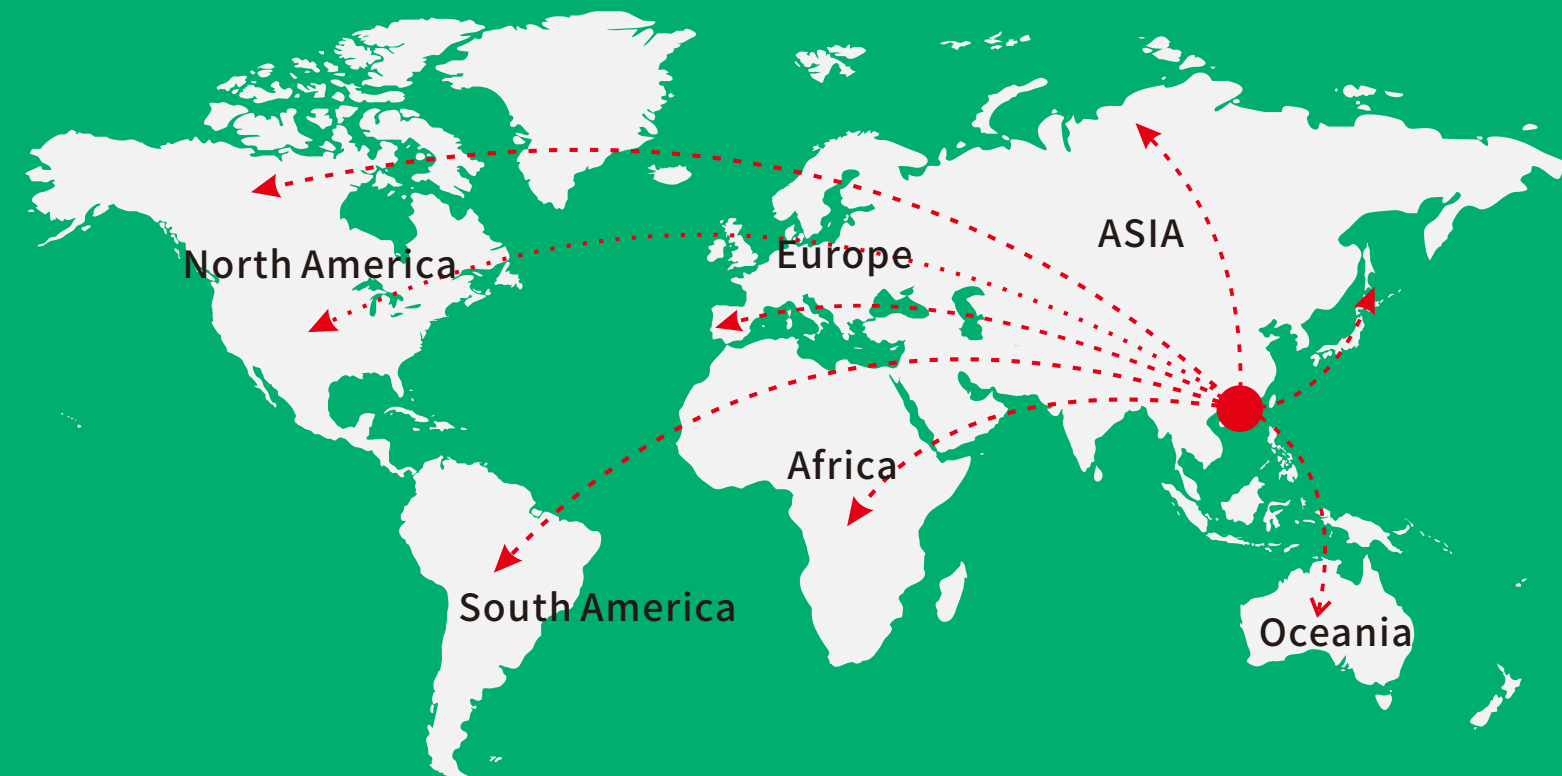 ASIA
Europe
North America
Africa
South America
Oceania